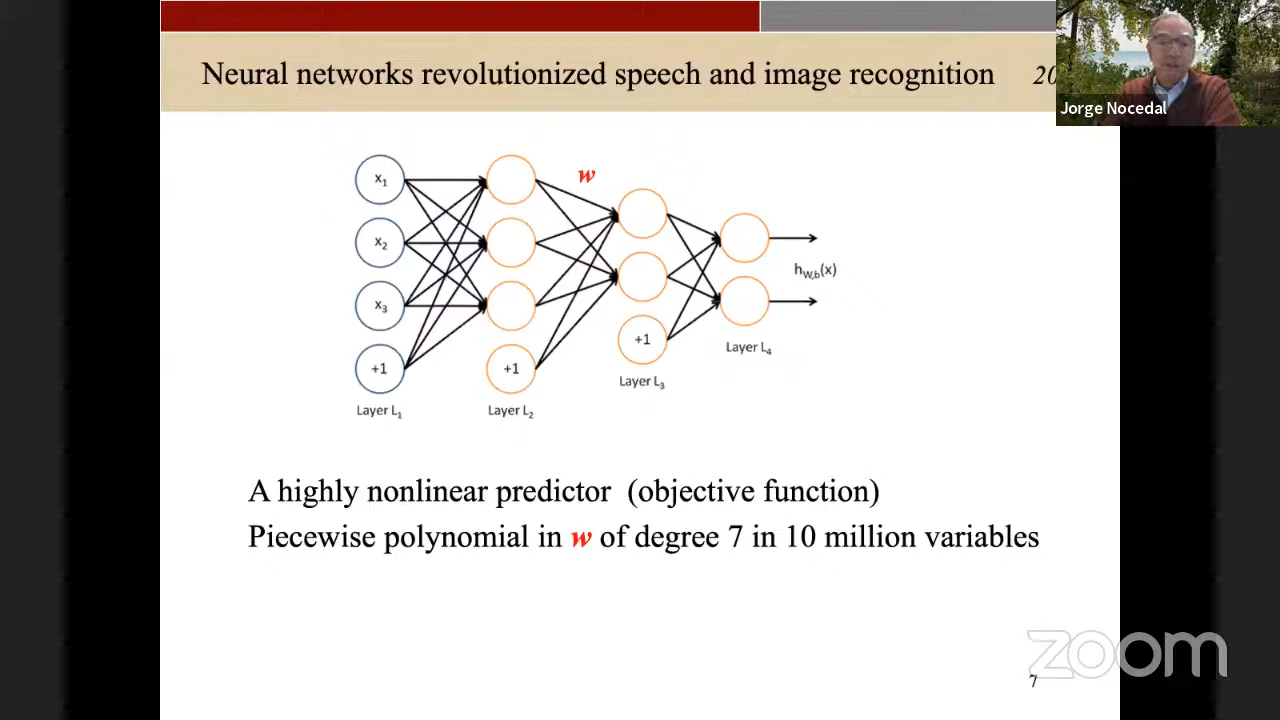 Neural networks revolutionized speech and image recognition
Jorge Nocedal
w
x1
x2
x3
+1
+1
+1
hW,b(x)
Layer L1
Layer L2
Layer L3
Layer L4
A highly nonlinear predictor (objective function)
Piecewise polynomial in w of degree 7 in 10 million variables
zoom
7